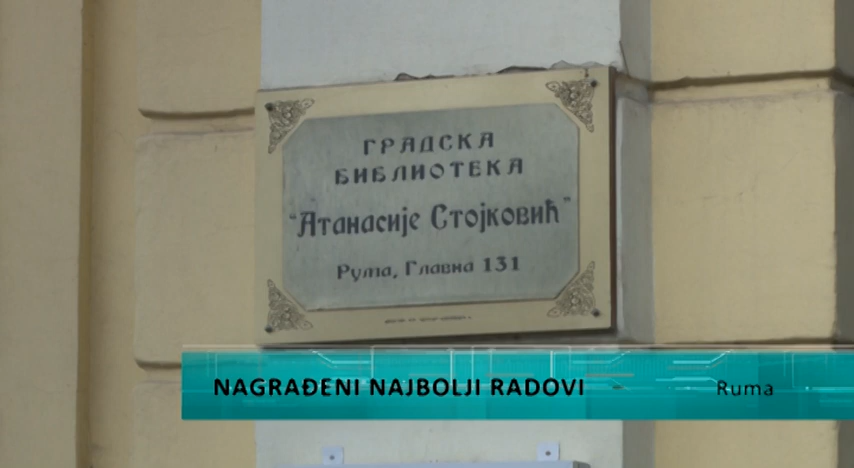 ГРАДСКА
БИБЛИОТЕКА
"Атанасије Стојковић"
Рума, Главна 131
NAGRAĐENI NAJBOLJI RADOVI
Ruma